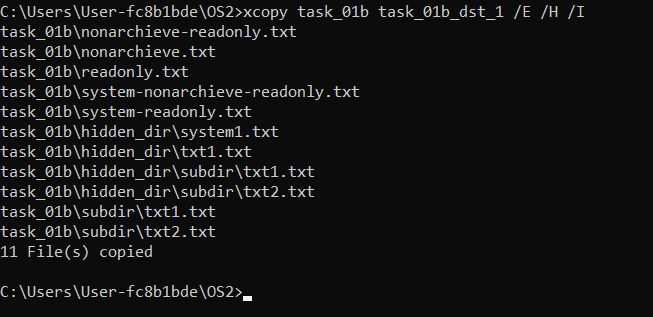 C:\Users\User-fc8b1bde\OS2>xcopy task_01b task_01b_dst_1 /E /H /I
task_01b\nonarchieve-readonly.txt
task_01b\nonarchieve.txt
task_01b\readonly.txt
task_01b\system-nonarchieve-readonly.txt
task_01b\system-readonly.txt
task_01b\hidden_dir\system1.txt
task_01b\hidden_dir\txt1.txt
task_01b\hidden_dir\subdir\txt1.txt
task_01b\hidden_dir\subdir\txt2.txt
task_01b\subdir\txt1.txt
task_01b\subdir\txt2.txt
11 File(s) copied
C:\Users\User-fc8b1bde\OS2>